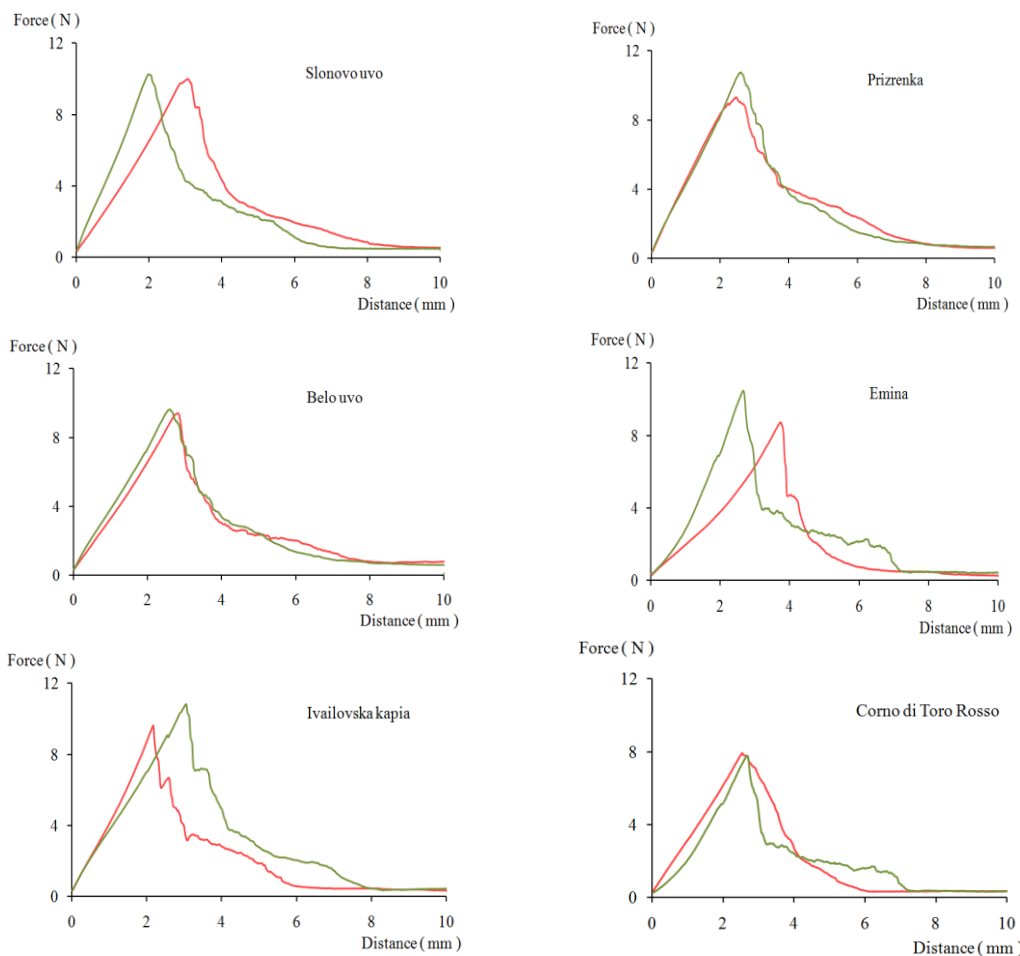 Force ( N )
Slonovo uvo
12
8
4
0
0 2 4 6 8 10
Distance ( mm )
Force ( N )
Prizrenka
12
8
4
0
0 2 4 6 8 10
Distance ( mm )
Force ( N )
Belo uvo
12
8
4
0
0 2 4 6 8 10
Distance ( mm )
Force ( N )
Emina
12
8
4
0
0 2 4 6 8 10
Distance ( mm )
Force ( N )
Ivailovska kapia
12
8
4
0
0 2 4 6 8 10
Distance ( mm )
Force ( N )
Corno di Toro Rosso
12
8
4
0
0 2 4 6 8 10
Distance ( mm )